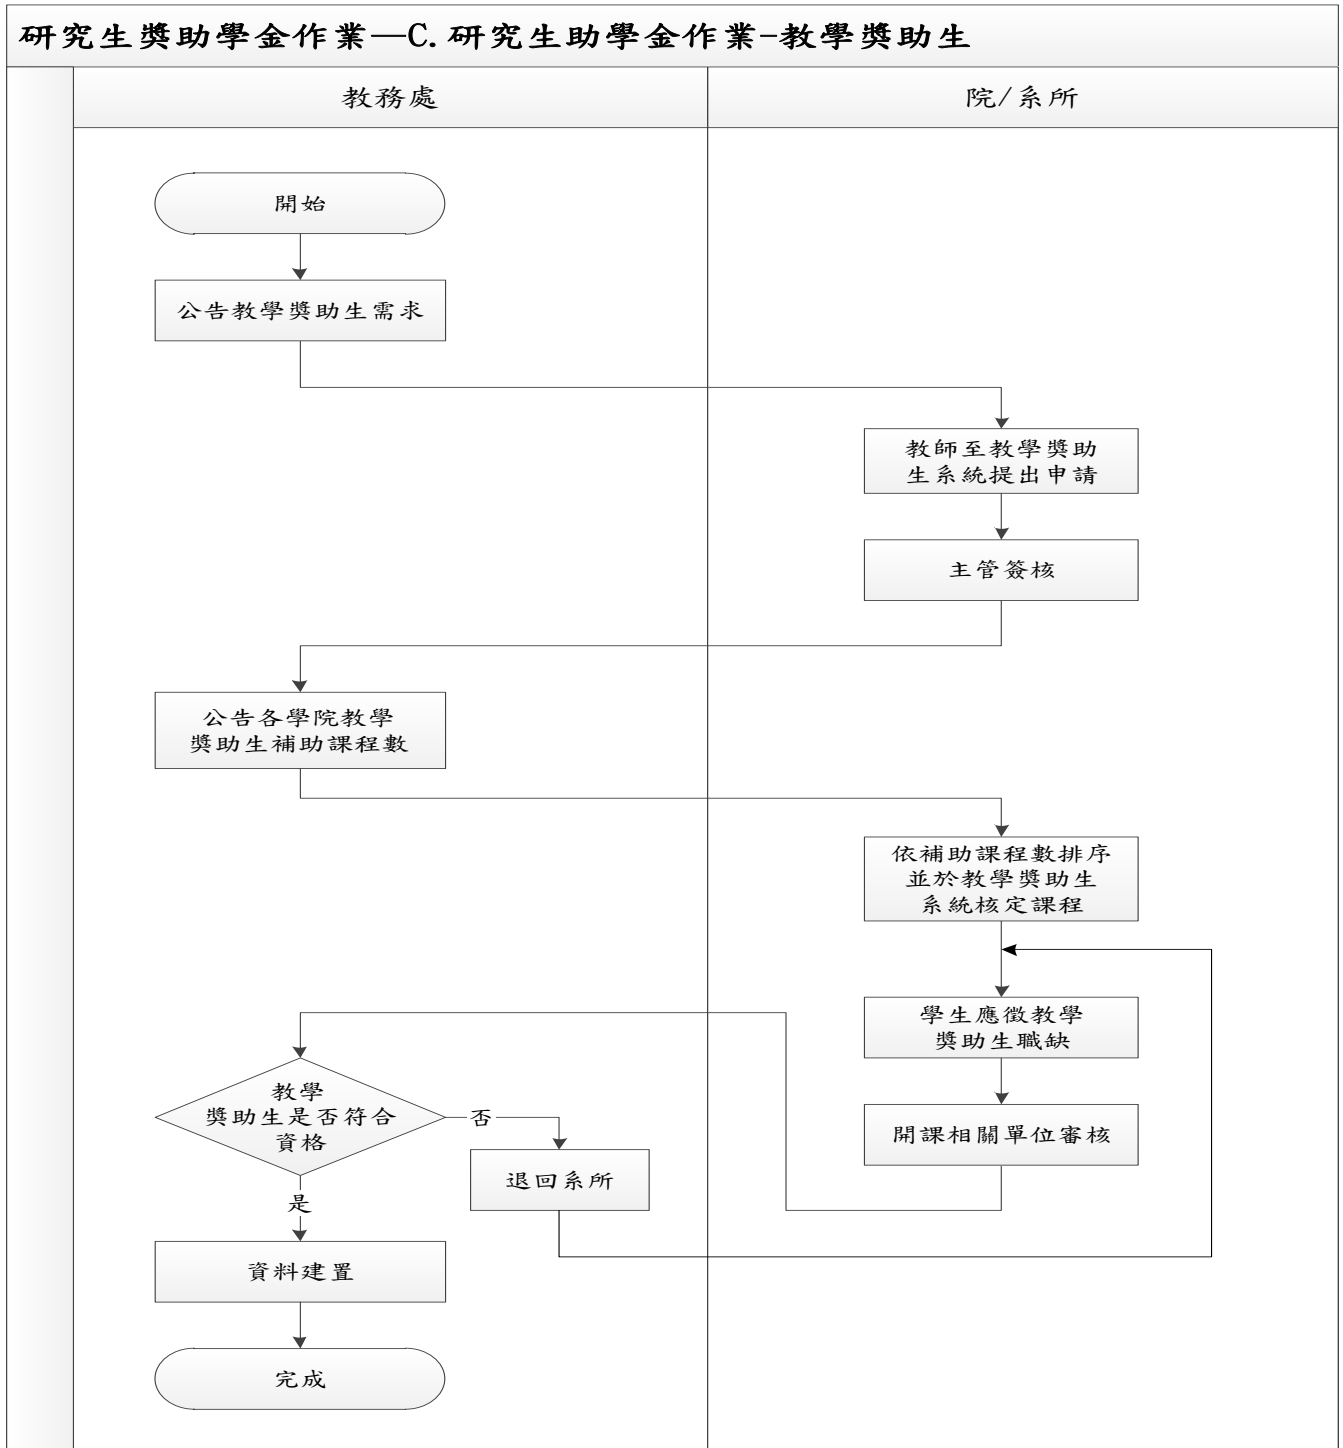 研究生獎助學金作業—C.研究生助學金作業-教學獎助生
教務處
院/系所
開始
公告教學獎助生需求
教師至教學獎助
生系統提出申請
主管簽核
公告各學院教學
獎助生補助課程數
依補助課程數排序
並於教學獎助生
系統核定課程
學生應徵教學
獎助生職缺
開課相關單位審核
教學
獎助生是否符合
資格
否
退回系所
是
資料建置
完成